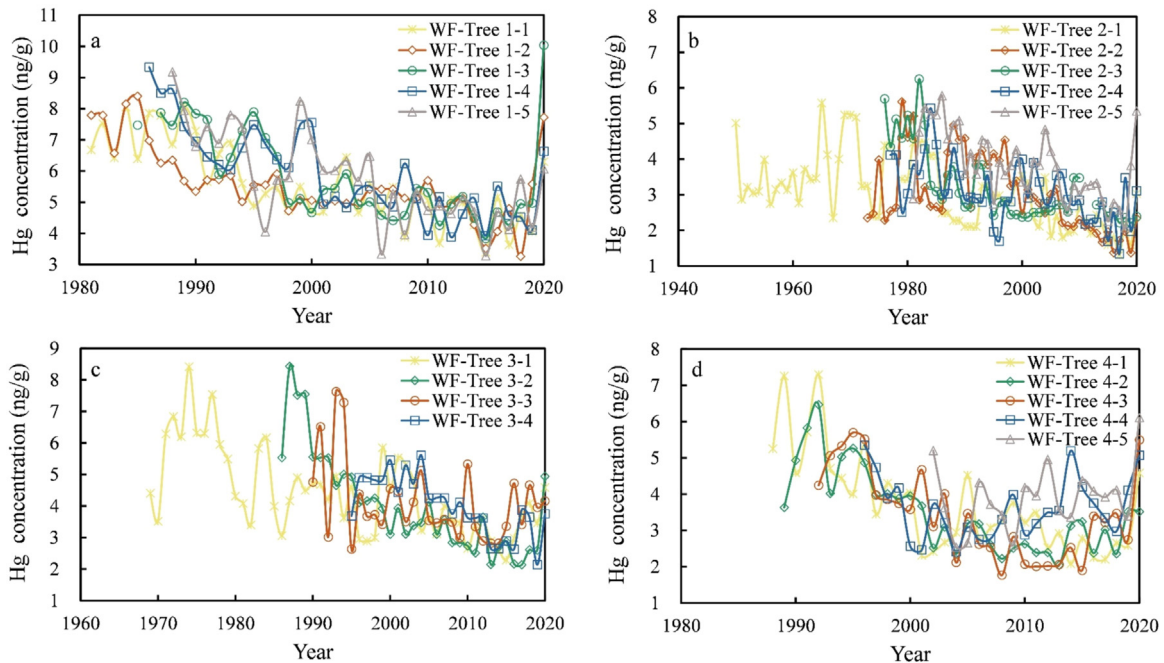 a
Hg concentration (ng/g)
11
10
9
8
7
6
5
4
3
1980
1990
2000
2010
2020
Year
WF-Tree 1-1
WF-Tree 1-2
WF-Tree 1-3
WF-Tree 1-4
WF-Tree 1-5
b
Hg concentration (ng/g)
8
7
6
5
4
3
2
1
1940
1960
1980
2000
2020
Year
WF-Tree 2-1
WF-Tree 2-2
WF-Tree 2-3
WF-Tree 2-4
WF-Tree 2-5
c
Hg concentration (ng/g)
9
8
7
6
5
4
3
2
1
1960
1970
1980
1990
2000
2010
2020
Year
WF-Tree 3-1
WF-Tree 3-2
WF-Tree 3-3
WF-Tree 3-4
d
Hg concentration (ng/g)
8
7
6
5
4
3
2
1
1980
1990
2000
2010
2020
Year
WF-Tree 4-1
WF-Tree 4-2
WF-Tree 4-3
WF-Tree 4-4
WF-Tree 4-5